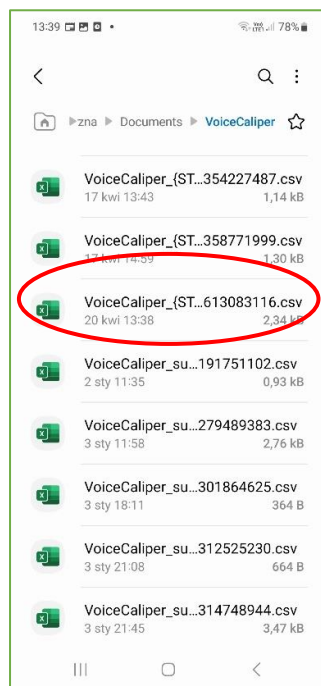 13:39 78%
▶zna ▶ Documents ▶ VoiceCaliper
VoiceCaliper_{ST...354227487.csv
17 kwi 13:43 1,14 kB
VoiceCaliper_{ST...358771999.csv
17 kwi 14:59 1,30 kB
VoiceCaliper_{ST...613083116.csv
20 kwi 13:38 2,34 kB
VoiceCaliper_su...191751102.csv
2 sty 11:35 0,93 kB
VoiceCaliper_su...279489383.csv
3 sty 11:58 2,76 kB
VoiceCaliper_su...301864625.csv
3 sty 18:11 364 B
VoiceCaliper_su...312525230.csv
3 sty 21:08 664 B
VoiceCaliper_su...314748944.csv
3 sty 21:45 3,47 kB